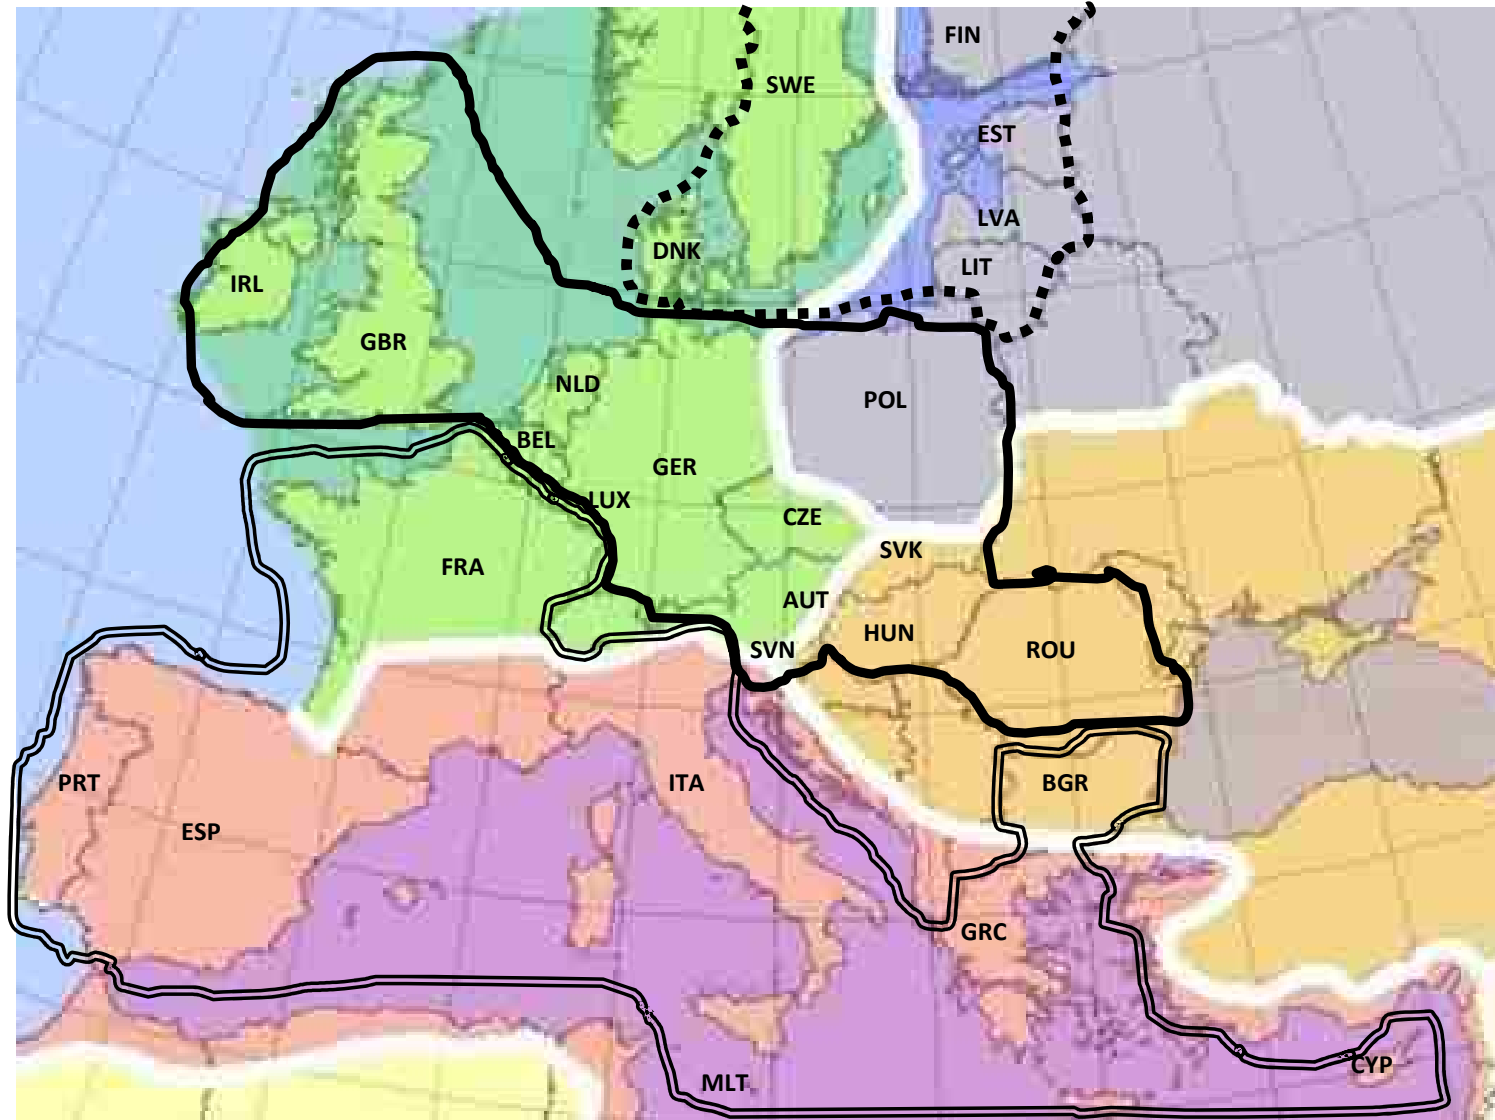 FIN
SWE
EST
LVA
DNK
LIT
IRL
GBR
NLD
POL
BEL
GER
LUX
CZE
SVK
FRA
AUT
HUN
SVN
ROU
PRT
ITA
BGR
ESP
GRC
CYP
MLT